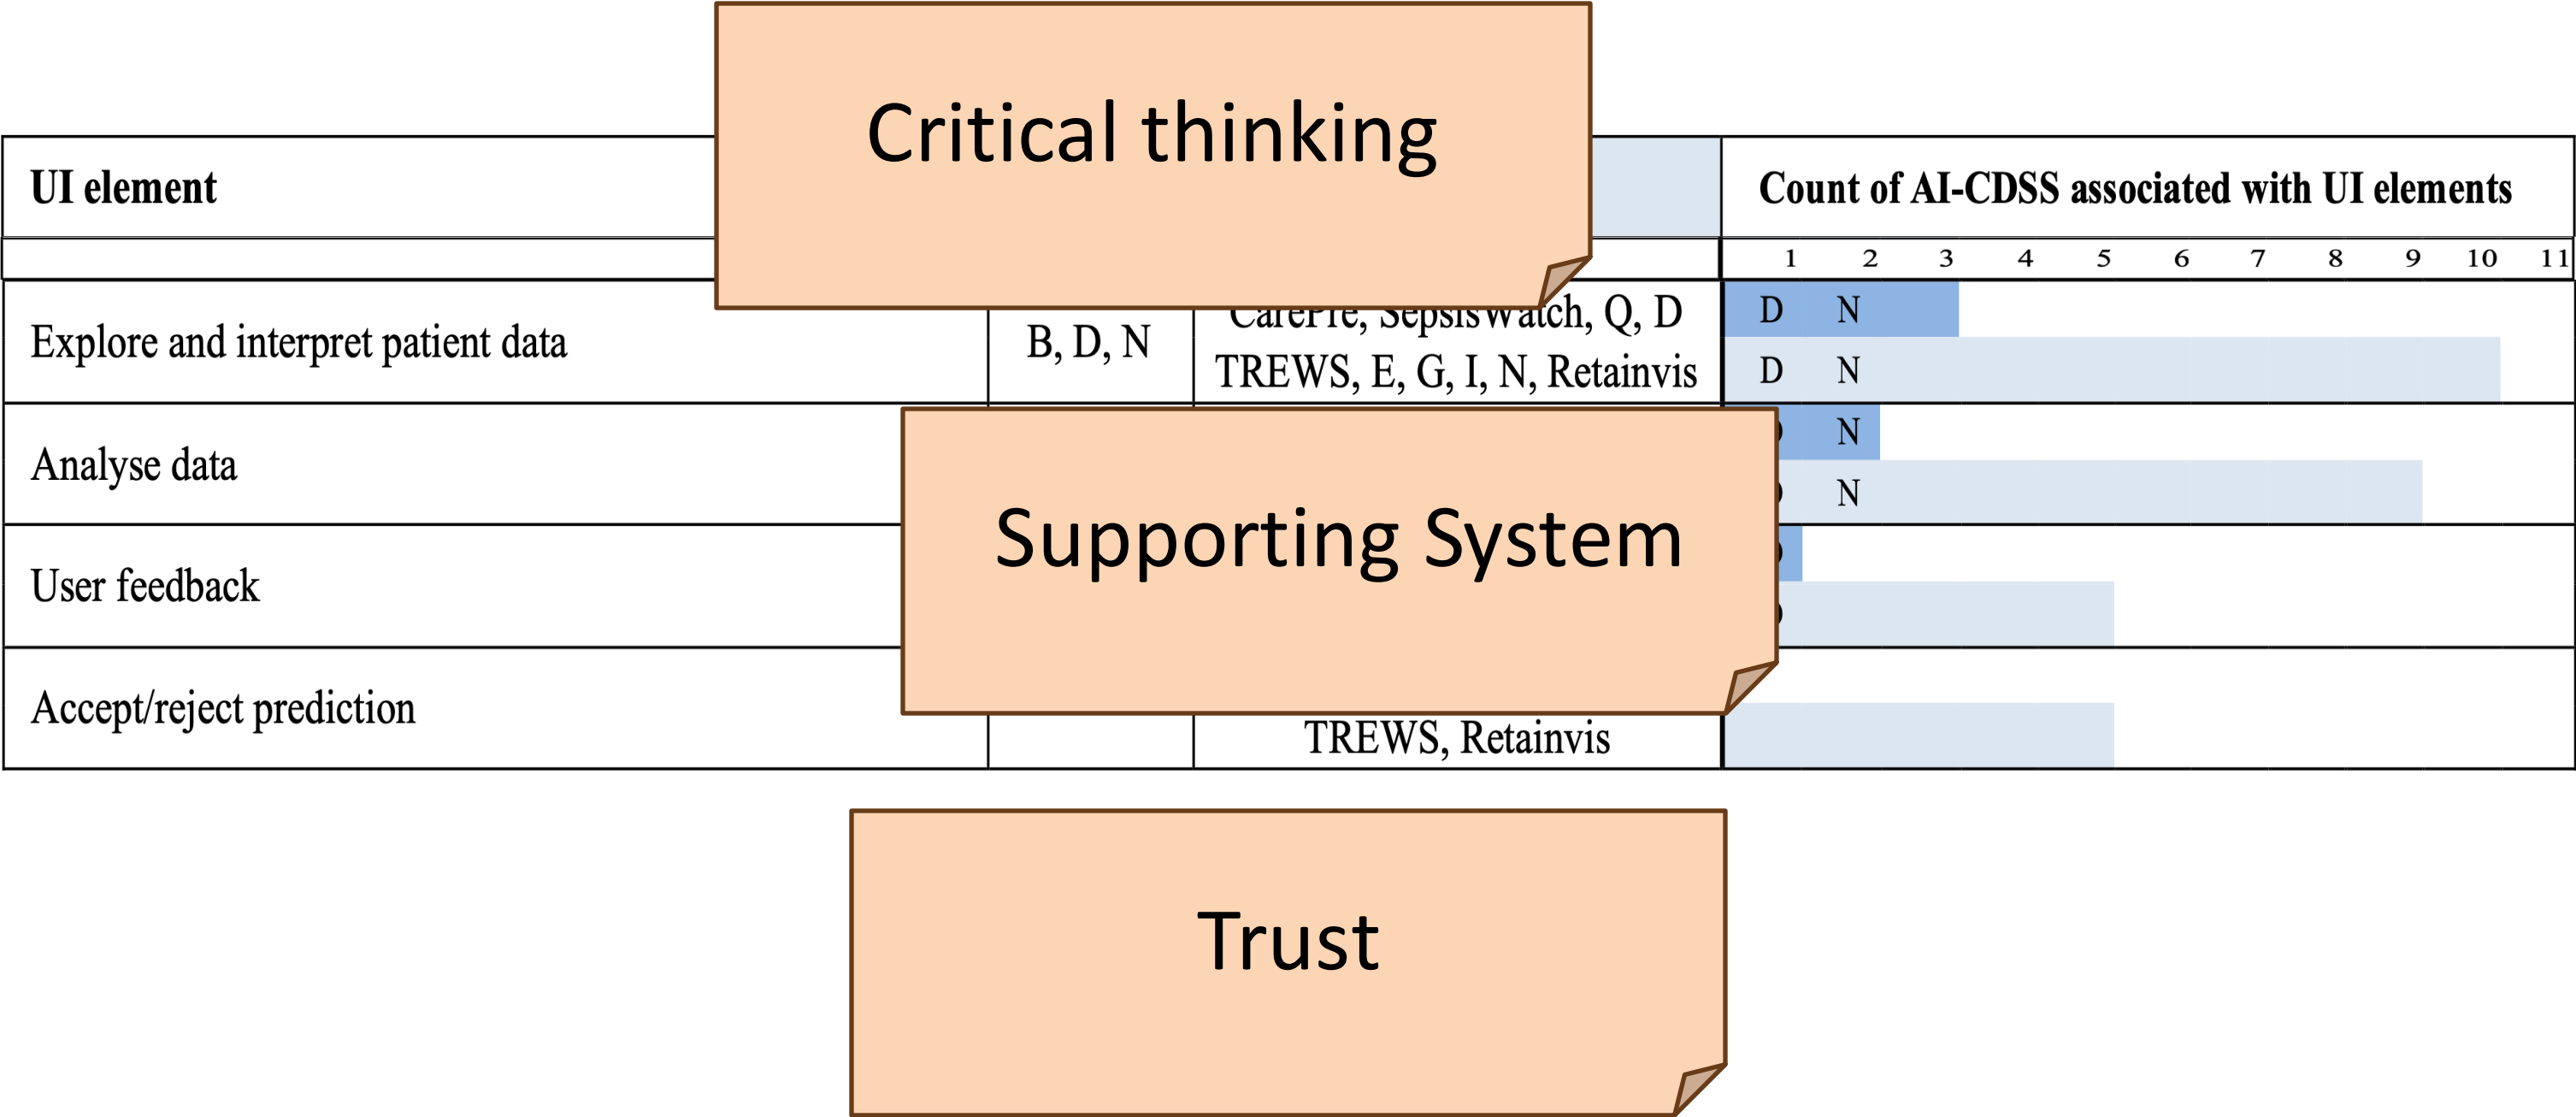 Critical thinking
UI element
Count of AI-CDSS associated with UI elements
1 2 3 4 5 6 7 8 9 10 11
Explore and interpret patient data
B, D, N
CarePre, SepsisWatch, Q, D
TREWS, E, G, I, N, Retainvis
D N
D N
Analyse data
N
N
Supporting System
User feedback
Accept/reject prediction
TREWS, Retainvis
Trust